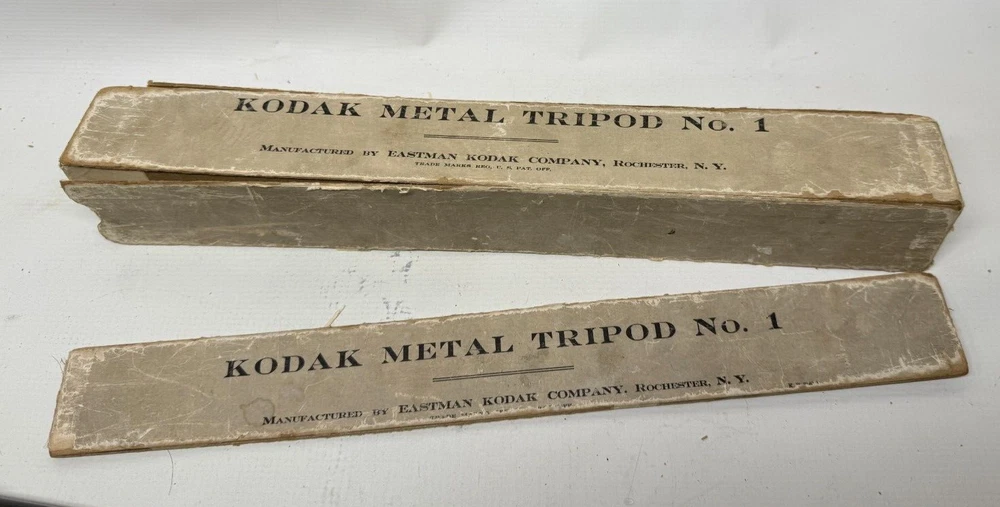 KODAK METAL TRIPOD No. 1
MANUFACTURED BY EASTMAN KODAK COMPANY, ROCHESTER, N. Y.
TRADE MARKS REG. U. S. PAT. OFF.
KODAK METAL TRIPOD No. 1
MANUFACTURED BY EASTMAN KODAK COMPANY, ROCHESTER, N. Y.